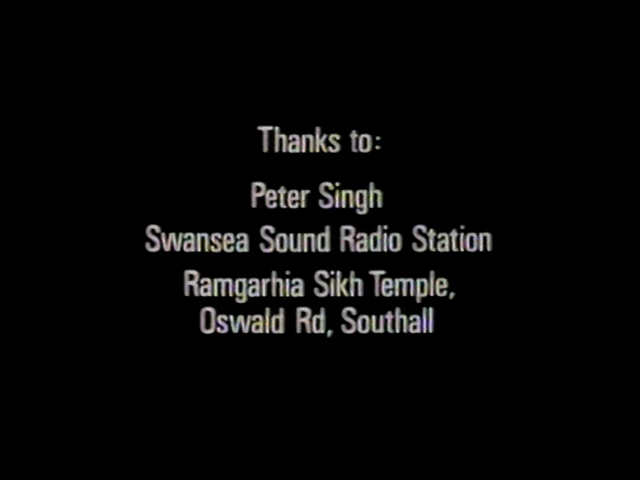 Thanks to:
Peter Singh
Swansea Sound Radio Station
Ramgarhia Sikh Temple,
Oswald Rd, Southall